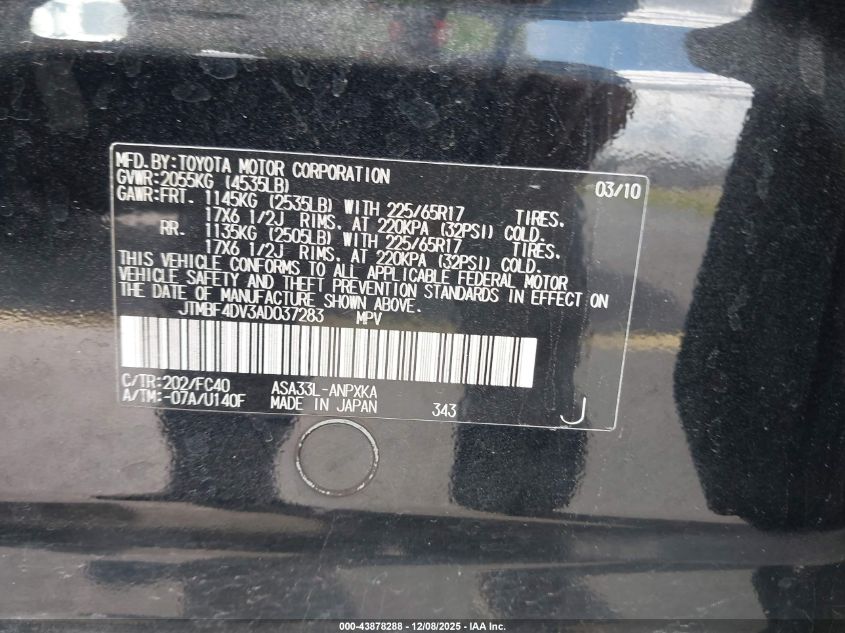 MFD.BY:TOYOTA MOTOR CORPORATION 03/10
GVWR:2055KG (4535LB)
GAWR:FRT. 1145KG (2535LB) WITH 225/65R17 TIRES.
17X6 1/2J RIMS. AT 220KPA (32PSI) COLD.
RR. 1135KG (2505LB) WITH 225/65R17 TIRES.
17X6 1/2J RIMS. AT 220KPA (32PSI) COLD.
THIS VEHICLE CONFORMS TO ALL APPLICABLE FEDERAL MOTOR
VEHICLE SAFETY AND THEFT PREVENTION STANDARDS IN EFFECT ON
THE DATE OF MANUFACTURE SHOWN ABOVE.
JTMBF4DV3AD037283 MPV
C/TR:202/FC40 ASA33L-ANPXKA
A/TM:-07A/U140F MADE IN JAPAN 343 J
000-43878288 - 12/08/2025 - IAA Inc.